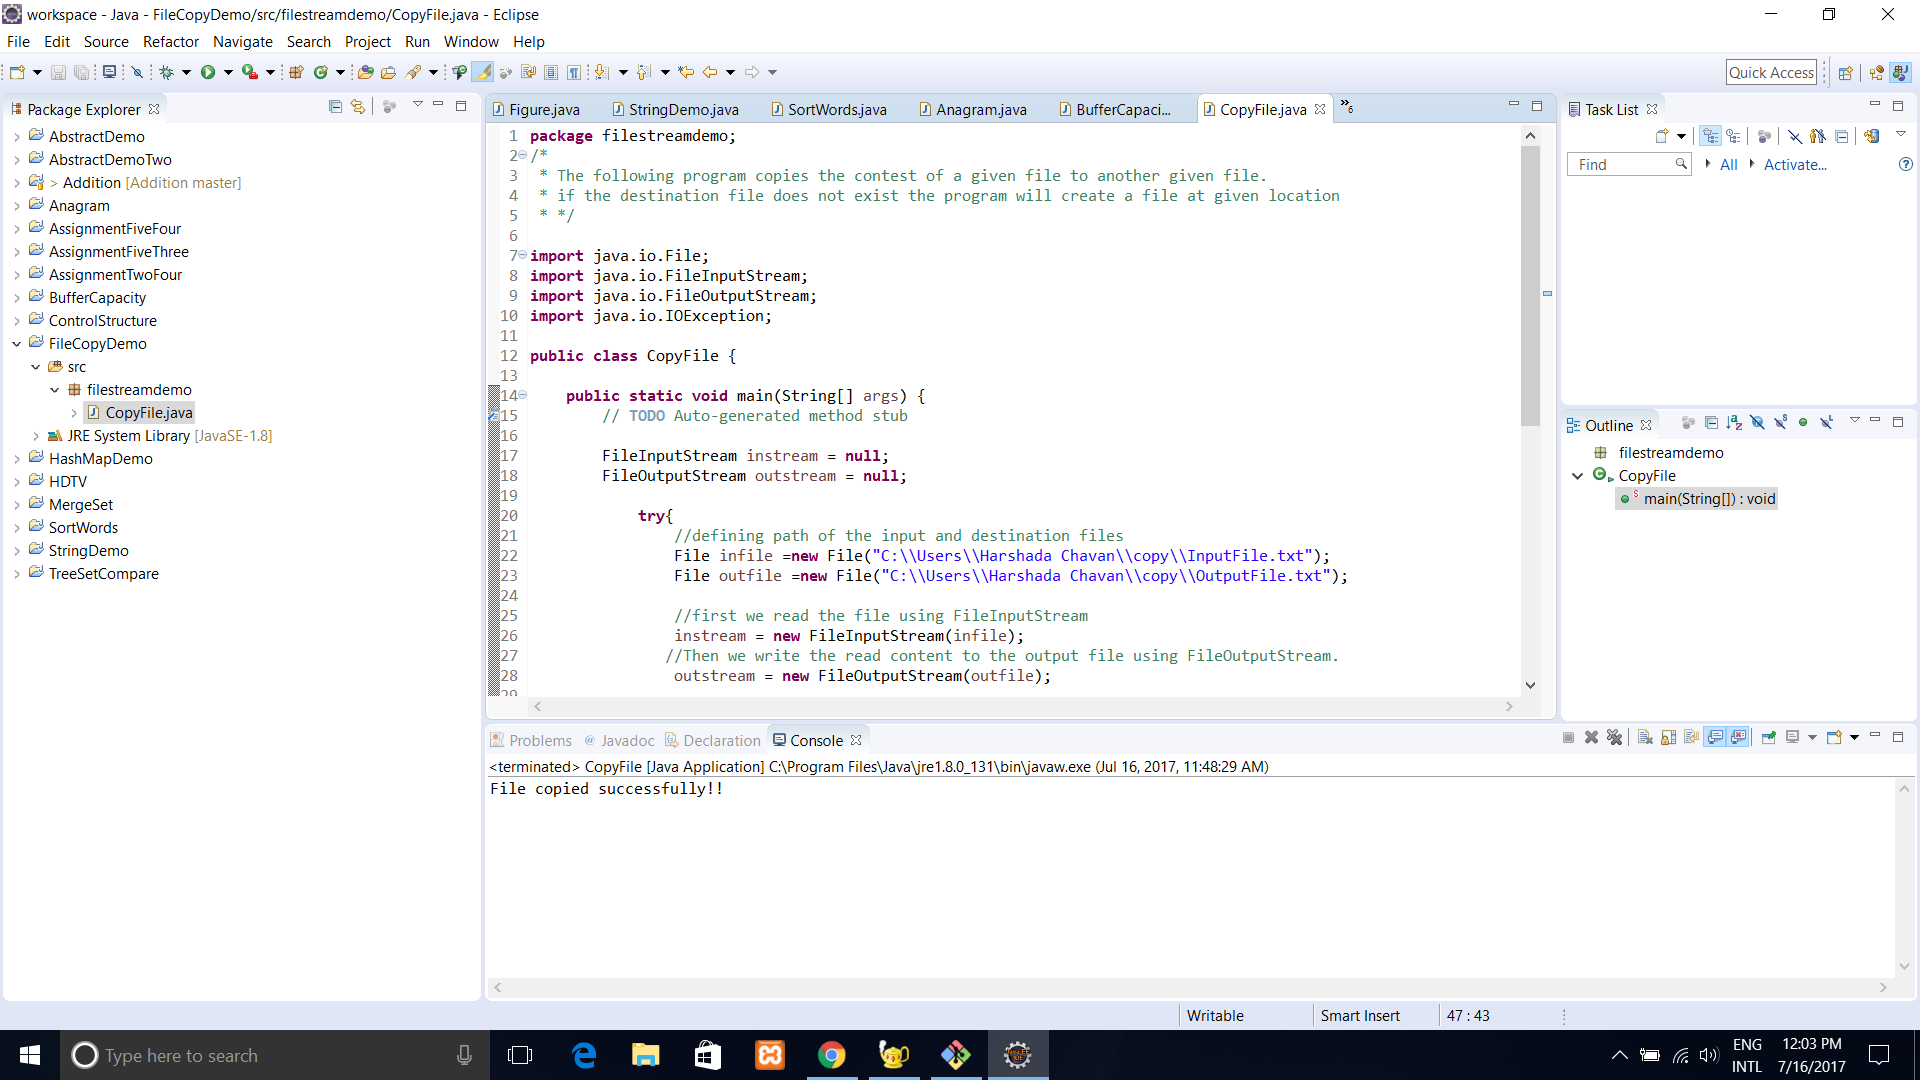 workspace - Java - FileCopyDemo/src/filestreamdemo/CopyFile.java - Eclipse
File Edit Source Refactor Navigate Search Project Run Window Help
Quick Access
Package Explorer
AbstractDemo
AbstractDemoTwo
> Addition [Addition master]
Anagram
AssignmentFiveFour
AssignmentFiveThree
AssignmentTwoFour
BufferCapacity
ControlStructure
FileCopyDemo
src
filestreamdemo
CopyFile.java
JRE System Library [JavaSE-1.8]
HashMapDemo
HDTV
MergeSet
SortWords
StringDemo
TreeSetCompare
Figure.java StringDemo.java SortWords.java Anagram.java BufferCapaci... CopyFile.java »6
1 package filestreamdemo;
2 /*
3 * The following program copies the contest of a given file to another given file.
4 * if the destination file does not exist the program will create a file at given location
5 * */
6
7 import java.io.File;
8 import java.io.FileInputStream;
9 import java.io.FileOutputStream;
10 import java.io.IOException;
11
12 public class CopyFile {
13
14 public static void main(String[] args) {
15 // TODO Auto-generated method stub
16
17 FileInputStream instream = null;
18 FileOutputStream outstream = null;
19
20 try{
21 //defining path of the input and destination files
22 File infile =new File("C:\\Users\\Harshada Chavan\\copy\\InputFile.txt");
23 File outfile =new File("C:\\Users\\Harshada Chavan\\copy\\OutputFile.txt");
24
25 //first we read the file using FileInputStream
26 instream = new FileInputStream(infile);
27 //Then we write the read content to the output file using FileOutputStream.
28 outstream = new FileOutputStream(outfile);
29
Task List
Find All Activate...
Outline
filestreamdemo
CopyFile
main(String[]) : void
Problems @ Javadoc Declaration Console
<terminated> CopyFile [Java Application] C:\Program Files\Java\jre1.8.0_131\bin\javaw.exe (Jul 16, 2017, 11:48:29 AM)
File copied successfully!!
Writable Smart Insert 47 : 43
Type here to search
ENG
INTL
12:03 PM
7/16/2017